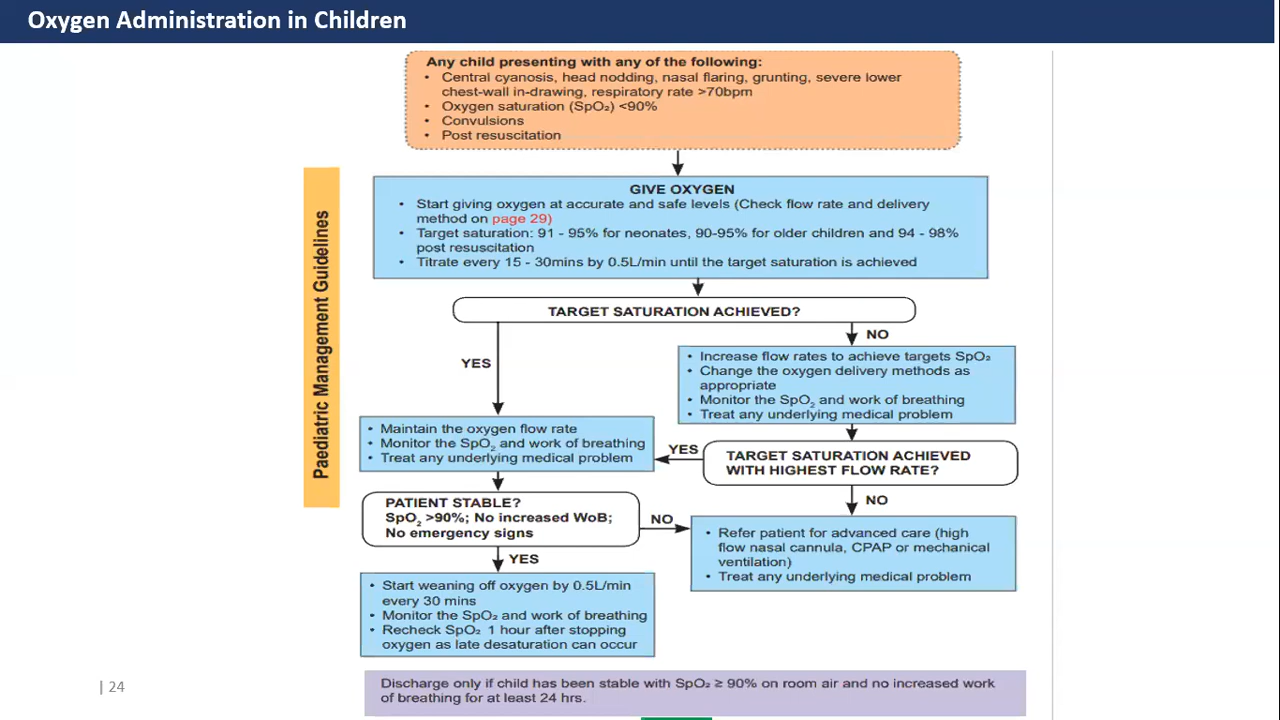 Oxygen Administration in Children
Any child presenting with any of the following:
• Central cyanosis, head nodding, nasal flaring, grunting, severe lower
chest-wall in-drawing, respiratory rate >70bpm
• Oxygen saturation (SpO₂) <90%
• Convulsions
• Post resuscitation
Paediatric Management Guidelines
GIVE OXYGEN
• Start giving oxygen at accurate and safe levels (Check flow rate and delivery
method on page 29)
• Target saturation: 91 - 95% for neonates, 90-95% for older children and 94 - 98%
post resuscitation
• Titrate every 15 - 30mins by 0.5L/min until the target saturation is achieved
TARGET SATURATION ACHIEVED?
NO
YES
• Increase flow rates to achieve targets SpO₂
• Change the oxygen delivery methods as
appropriate
• Monitor the SpO₂ and work of breathing
• Treat any underlying medical problem
• Maintain the oxygen flow rate
• Monitor the SpO₂ and work of breathing
• Treat any underlying medical problem
YES
TARGET SATURATION ACHIEVED
WITH HIGHEST FLOW RATE?
NO
PATIENT STABLE?
SpO₂ >90%; No increased WoB;
No emergency signs
NO
• Refer patient for advanced care (high
flow nasal cannula, CPAP or mechanical
ventilation)
• Treat any underlying medical problem
YES
• Start weaning off oxygen by 0.5L/min
every 30 mins
• Monitor the SpO₂ and work of breathing
• Recheck SpO₂ 1 hour after stopping
oxygen as late desaturation can occur
Discharge only if child has been stable with SpO₂ ≥ 90% on room air and no increased work
of breathing for at least 24 hrs.
| 24